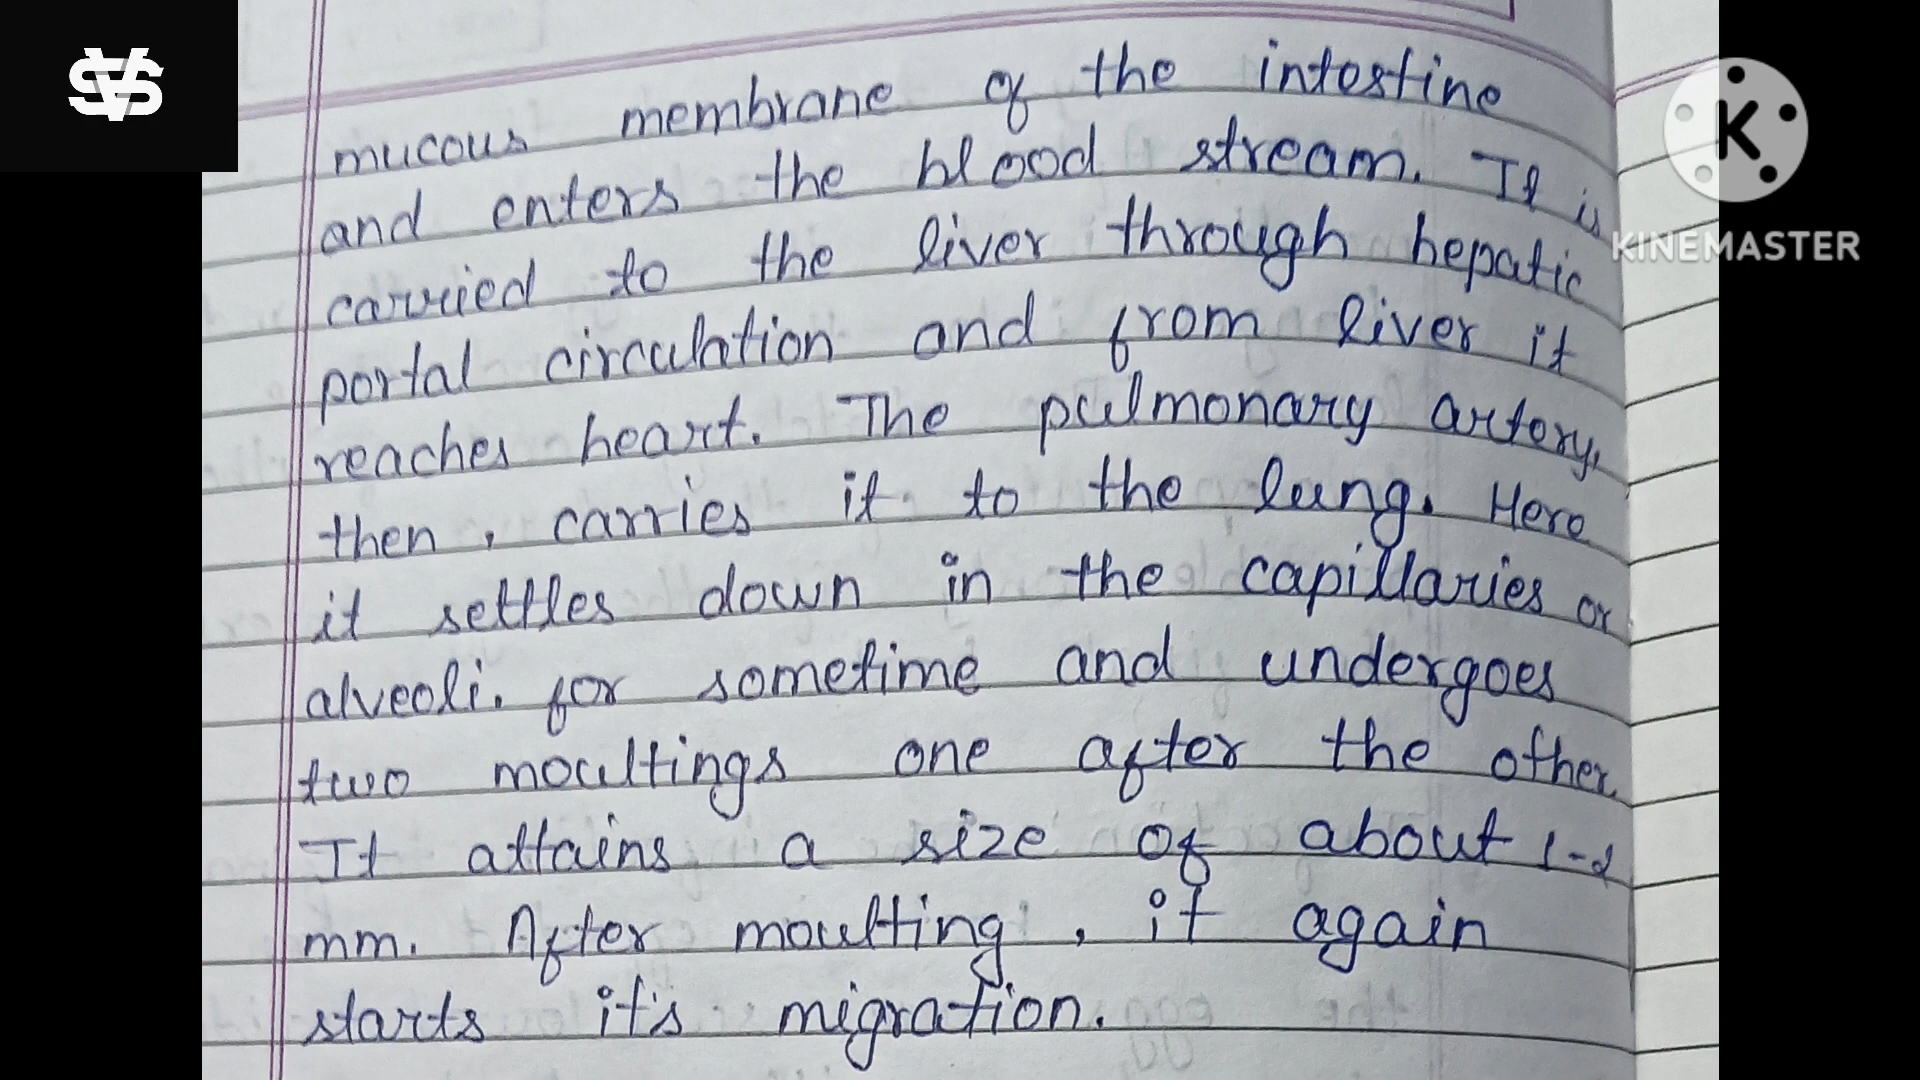 SVS
K
KINEMASTER
mucous membrane of the intestine
and enters the blood stream. It is
carried to the liver through hepatic
portal circulation and from liver it
reaches heart. The pulmonary artery,
then, carries it to the lung. Here
it settles down in the capillaries or
alveoli. for sometime and undergoes
two moultings one after the other.
It attains a size of about 1-2
mm. After moulting, it again
starts it's migration.